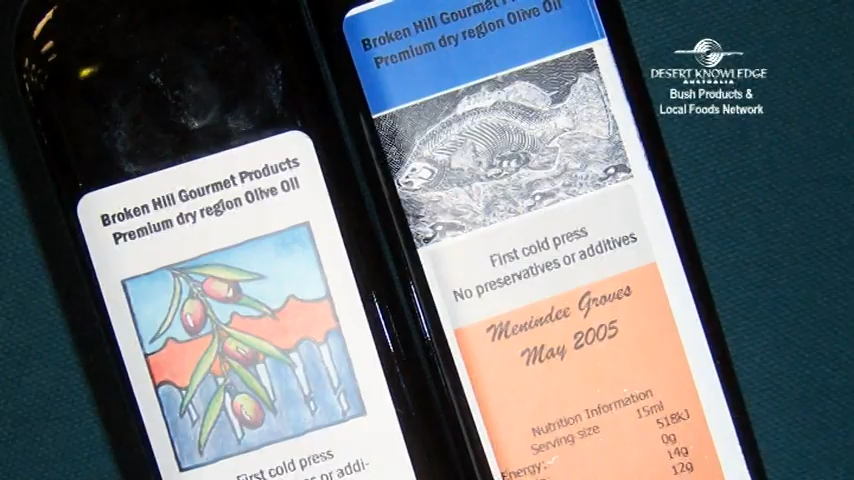 Broken Hill Gourmet Products
Premium dry region Olive Oil
First cold press
or addi-
Broken Hill Gourmet
Premium dry region Olive Oil
First cold press
No preservatives or additives
Menindee Groves
May 2005
Nutrition Information
Serving-size 15ml
Energy: 518kJ
0g
14g
12g
DESERT KNOWLEDGE
AUSTRALIA
Bush Products &
Local Foods Network